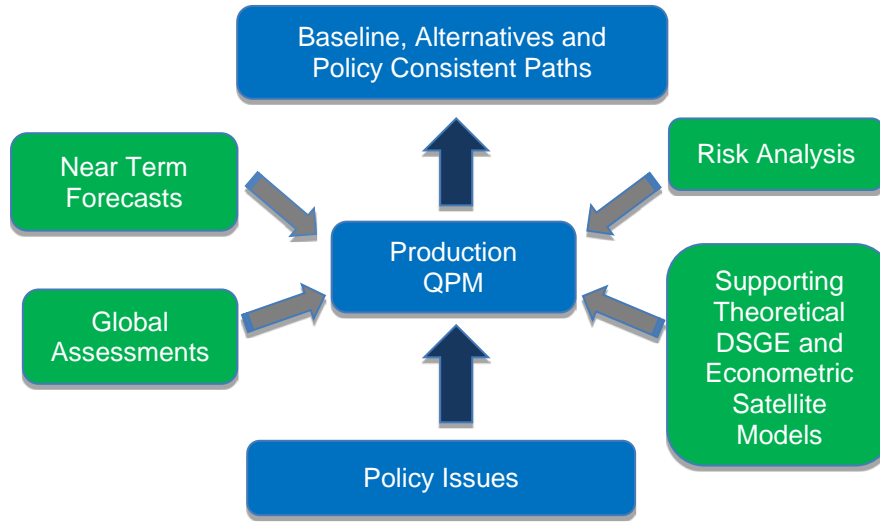 Baseline, Alternatives and
Policy Consistent Paths
Near Term
Forecasts
Risk Analysis
Production
QPM
Global
Assessments
Supporting
Theoretical
DSGE and
Econometric
Satellite
Models
Policy Issues